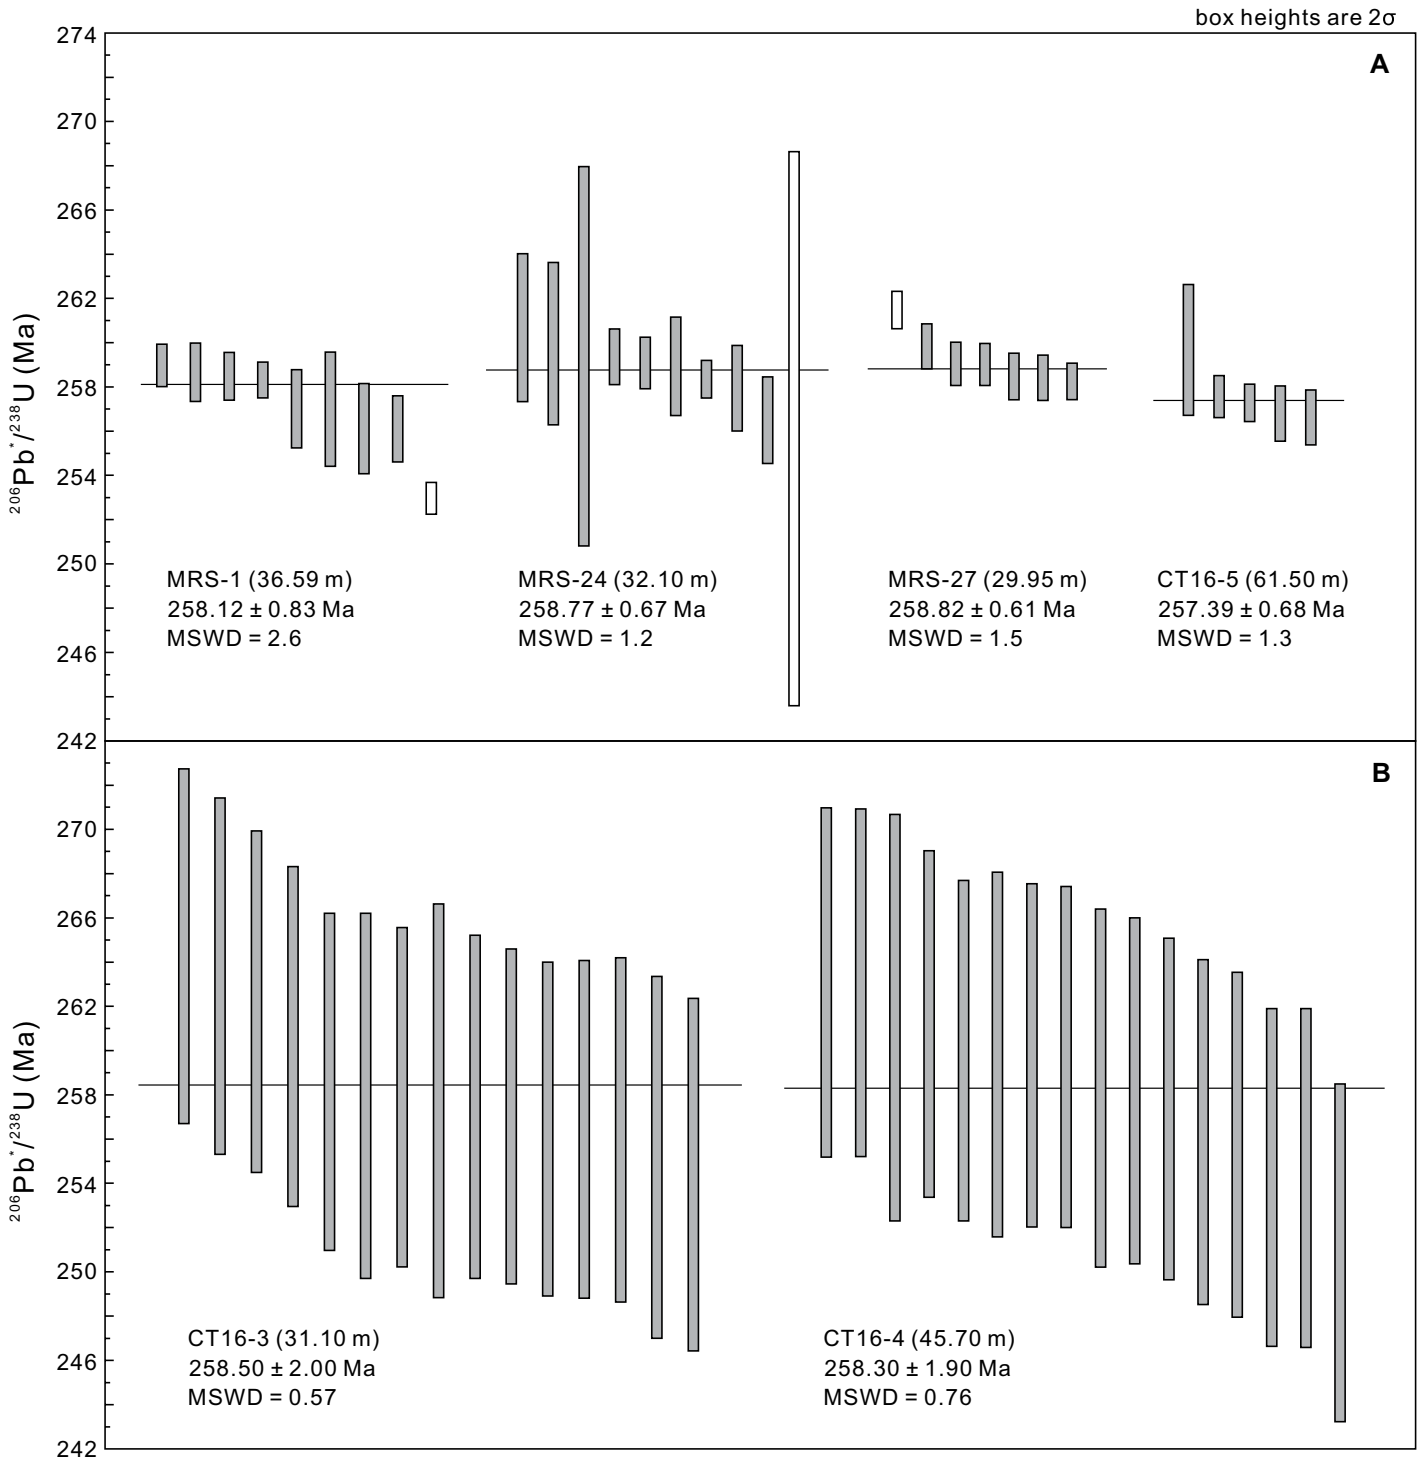 box heights are 2σ
274
A
270
266
262
258
254
250
246
242
²⁰⁶Pb*/²³⁸U (Ma)
MRS-1 (36.59 m)
258.12 ± 0.83 Ma
MSWD = 2.6
MRS-24 (32.10 m)
258.77 ± 0.67 Ma
MSWD = 1.2
MRS-27 (29.95 m)
258.82 ± 0.61 Ma
MSWD = 1.5
CT16-5 (61.50 m)
257.39 ± 0.68 Ma
MSWD = 1.3
B
270
266
262
258
254
250
246
242
²⁰⁶Pb*/²³⁸U (Ma)
CT16-3 (31.10 m)
258.50 ± 2.00 Ma
MSWD = 0.57
CT16-4 (45.70 m)
258.30 ± 1.90 Ma
MSWD = 0.76